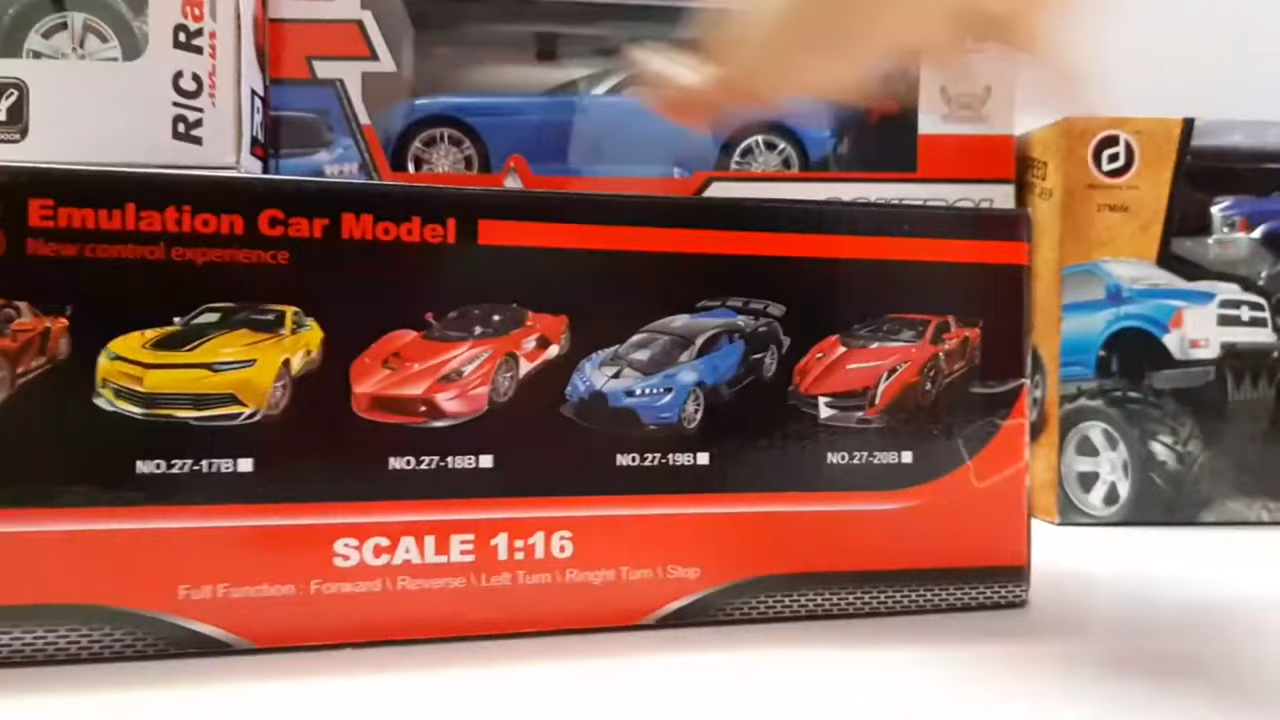 R/C Ra
Emulation Car Model
New control experience
NO.27-17B
NO.27-18B
NO.27-19B
NO.27-20B
SCALE 1:16
Full Function : Forward \ Reverse \ Left Turn \ Ringht Turn \ Stop